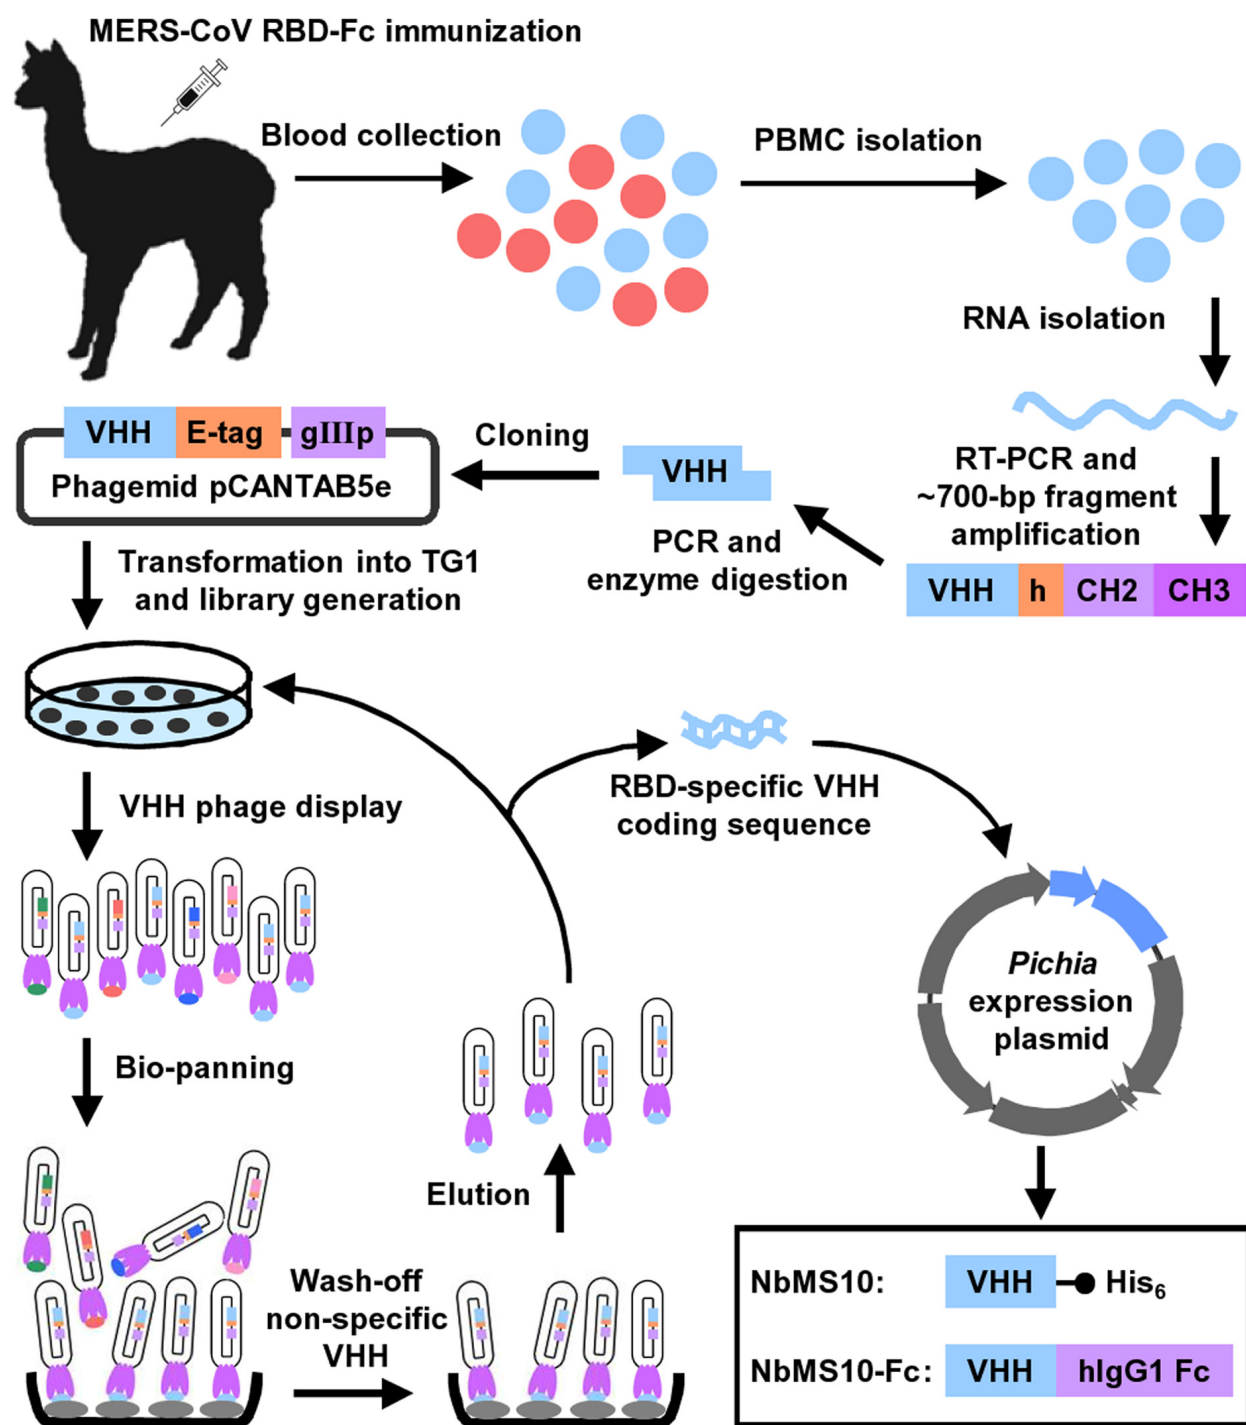 MERS-CoV RBD-Fc immunization
Blood collection
PBMC isolation
RNA isolation
RT-PCR and
~700-bp fragment
amplification
VHH h CH2 CH3
PCR and
enzyme digestion
VHH
Cloning
VHH E-tag gIIIp
Phagemid pCANTAB5e
Transformation into TG1
and library generation
VHH phage display
Bio-panning
Wash-off
non-specific
VHH
Elution
RBD-specific VHH
coding sequence
Pichia
expression
plasmid
NbMS10: VHH His₆
NbMS10-Fc: VHH hIgG1 Fc